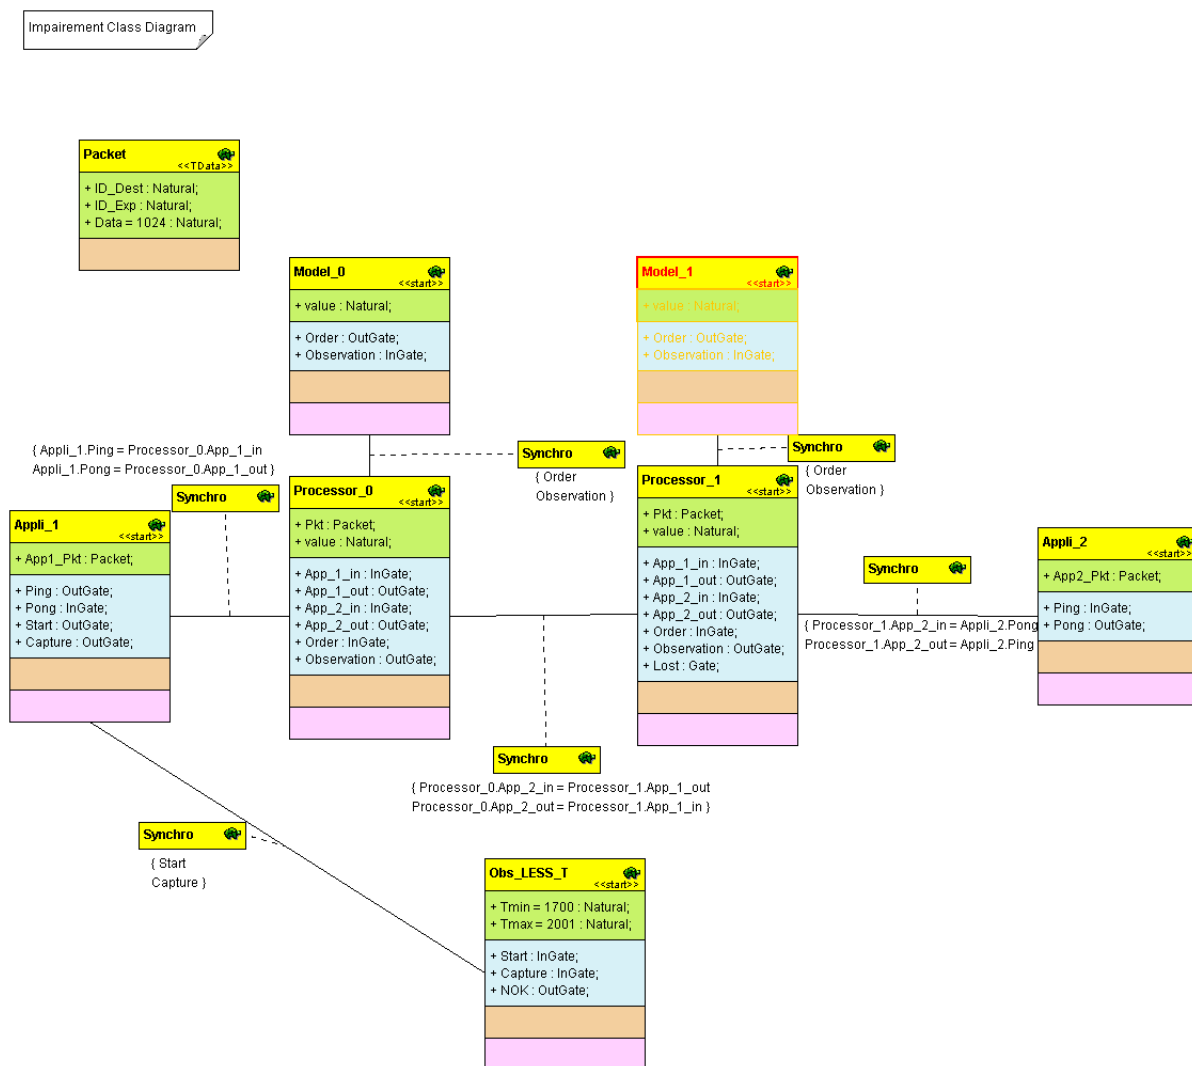 Impairement Class Diagram
Packet
<<TData>>
+ ID_Dest : Natural;
+ ID_Exp : Natural;
+ Data = 1024 : Natural;
Model_0
<<start>>
+ value : Natural;
+ Order : OutGate;
+ Observation : InGate;
Model_1
<<start>>
+ value : Natural;
+ Order : OutGate;
+ Observation : InGate;
{ Appli_1.Ping = Processor_0.App_1_in
Appli_1.Pong = Processor_0.App_1_out }
Synchro
Synchro
{ Order
Observation }
Synchro
{ Order
Observation }
Appli_1
<<start>>
+ App1_Pkt : Packet;
+ Ping : OutGate;
+ Pong : InGate;
+ Start : OutGate;
+ Capture : OutGate;
Processor_0
<<start>>
+ Pkt : Packet;
+ value : Natural;
+ App_1_in : InGate;
+ App_1_out : OutGate;
+ App_2_in : InGate;
+ App_2_out : OutGate;
+ Order : InGate;
+ Observation : OutGate;
Processor_1
<<start>>
+ Pkt : Packet;
+ value : Natural;
+ App_1_in : InGate;
+ App_1_out : OutGate;
+ App_2_in : InGate;
+ App_2_out : OutGate;
+ Order : InGate;
+ Observation : OutGate;
+ Lost : Gate;
Synchro
{ Processor_1.App_2_in = Appli_2.Pong
Processor_1.App_2_out = Appli_2.Ping
Appli_2
<<start>>
+ App2_Pkt : Packet;
+ Ping : InGate;
+ Pong : OutGate;
Synchro
{ Processor_0.App_2_in = Processor_1.App_1_out
Processor_0.App_2_out = Processor_1.App_1_in }
Synchro
{ Start
Capture }
Obs_LESS_T
<<start>>
+ Tmin = 1700 : Natural;
+ Tmax = 2001 : Natural;
+ Start : InGate;
+ Capture : InGate;
+ NOK : OutGate;